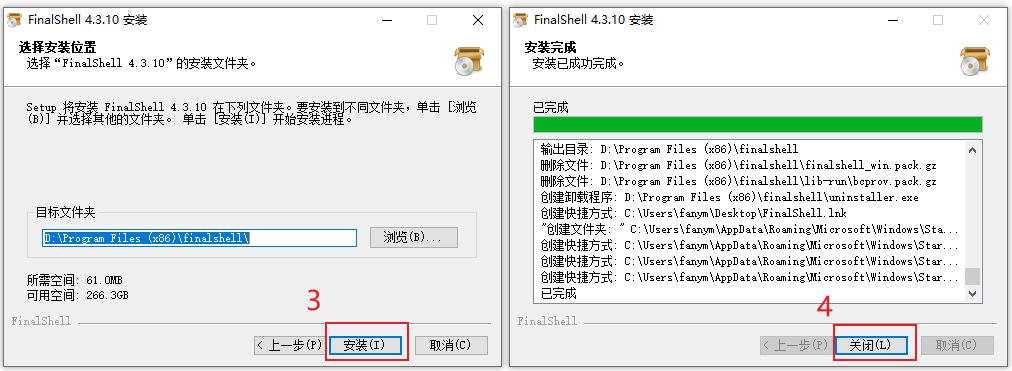 FinalShell 4.3.10 安装
选择安装位置
选择“FinalShell 4.3.10”的安装文件夹。
Setup 将安装 FinalShell 4.3.10 在下列文件夹。要安装到不同文件夹，单击 [浏览
(B)] 并选择其他的文件夹。 单击 [安装(I)] 开始安装进程。
目标文件夹
D:\Program Files (x86)\finalshell\
浏览(B)...
所需空间: 61.0MB
可用空间: 266.3GB
3
FinalShell
< 上一步(P)
安装(I)
取消(C)
FinalShell 4.3.10 安装
安装完成
安装已成功完成。
已完成
输出目录: D:\Program Files (x86)\finalshell
删除文件: D:\Program Files (x86)\finalshell\finalshell_win.pack.gz
删除文件: D:\Program Files (x86)\finalshell\lib-run\bcprov.pack.gz
创建卸载程序: D:\Program Files (x86)\finalshell\uninstaller.exe
创建快捷方式: C:\Users\fanym\Desktop\FinalShell.lnk
"创建文件夹: " C:\Users\fanym\AppData\Roaming\Microsoft\Windows\Sta...
创建快捷方式: C:\Users\fanym\AppData\Roaming\Microsoft\Windows\Star...
创建快捷方式: C:\Users\fanym\AppData\Roaming\Microsoft\Windows\Star...
创建快捷方式: C:\Users\fanym\AppData\Roaming\Microsoft\Windows\Star...
已完成
4
FinalShell
< 上一步(P)
关闭(L)
取消(C)